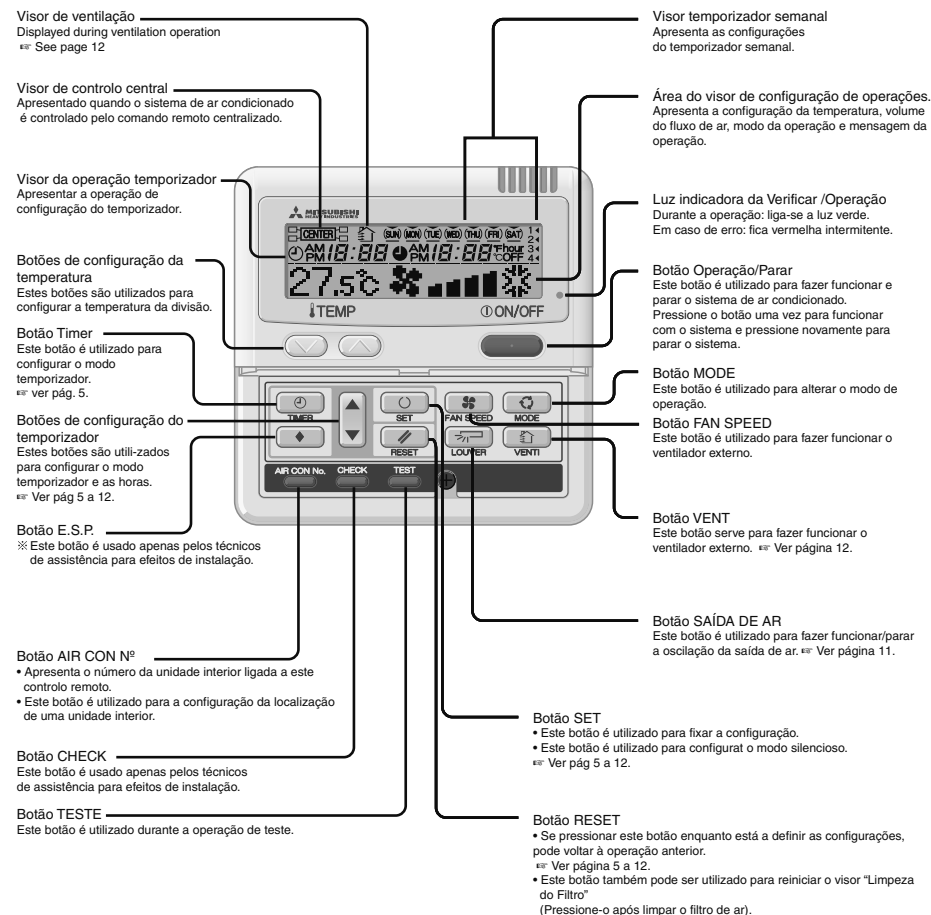 Visor de ventilação
Displayed during ventilation operation
☞ See page 12
Visor de controlo central
Apresentado quando o sistema de ar condicionado
é controlado pelo comando remoto centralizado.
Visor da operação temporizador
Apresentar a operação de
configuração do temporizador.
Botões de configuração da
temperatura
Estes botões são utilizados para
configurar a temperatura da divisão.
Botão Timer
Este botão é utilizado para
configurar o modo
temporizador.
☞ ver pág. 5.
Botões de configuração do
temporizador
Estes botões são utili-zados
para configurar o modo
temporizador e as horas.
☞ Ver pág 5 a 12.
Botão E.S.P.
※Este botão é usado apenas pelos técnicos
de assistência para efeitos de instalação.
Botão AIR CON Nº
• Apresenta o número da unidade interior ligada a este
controlo remoto.
• Este botão é utilizado para a configuração da localização
de uma unidade interior.
Botão CHECK
Este botão é usado apenas pelos técnicos
de assistência para efeitos de instalação.
Botão TESTE
Este botão é utilizado durante a operação de teste.
MITSUBISHI
HEAVY INDUSTRIES
CENTER SUN MON TUE WED THU FRI SAT 1
2
AM 18:88 AM 18:88 °F hour 3
PM PM °C OFF 4
27.5°C
TEMP ON/OFF
TIMER SET FAN SPEED MODE
RESET LOUVER VENTI
AIR CON No. CHECK TEST
Visor temporizador semanal
Apresenta as configurações
do temporizador semanal.
Área do visor de configuração de operações.
Apresenta a configuração da temperatura, volume
do fluxo de ar, modo da operação e mensagem da
operação.
Luz indicadora da Verificar /Operação
Durante a operação: liga-se a luz verde.
Em caso de erro: fica vermelha intermitente.
Botão Operação/Parar
Este botão é utilizado para fazer funcionar e
parar o sistema de ar condicionado.
Pressione o botão uma vez para funcionar
com o sistema e pressione novamente para
parar o sistema.
Botão MODE
Este botão é utilizado para alterar o modo de
operação.
Botão FAN SPEED
Este botão é utilizado para fazer funcionar o
ventilador externo.
Botão VENT
Este botão serve para fazer funcionar o
ventilador externo. ☞ Ver página 12.
Botão SAÍDA DE AR
Este botão é utilizado para fazer funcionar/parar
a oscilação da saída de ar. ☞ Ver página 11.
Botão SET
• Este botão é utilizado para fixar a configuração.
• Este botão é utilizado para configurat o modo silencioso.
☞ Ver pág 5 a 12.
Botão RESET
• Se pressionar este botão enquanto está a definir as configurações,
pode voltar à operação anterior.
☞ Ver página 5 a 12.
• Este botão também pode ser utilizado para reiniciar o visor “Limpeza
do Filtro”
(Pressione-o após limpar o filtro de ar).